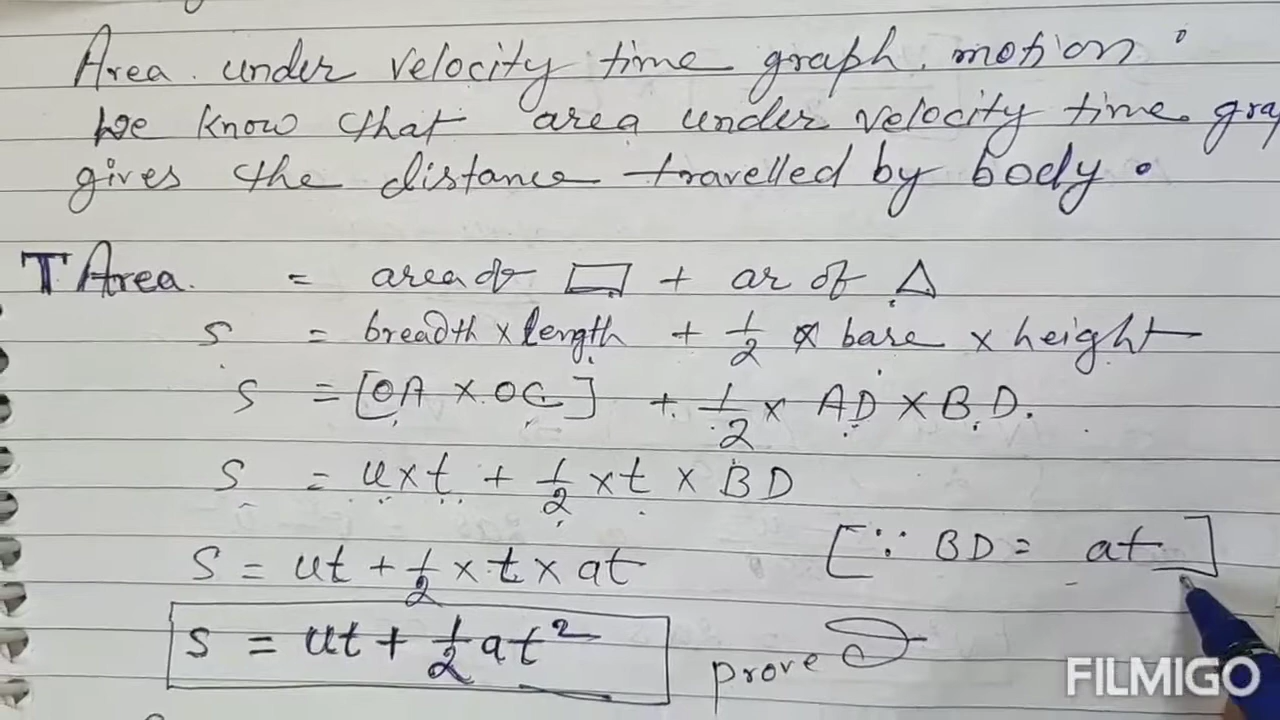 Area under velocity time graph motion :
We know that area under velocity time gra
gives the distance travelled by body .
T Area = area of ▭ + ar of △
S = breadth × length + 1/2 × base × height
S = [OA × OC] + 1/2 × AD × BD.
S = u×t + 1/2 ×t × BD
[∵ BD = at]
S = ut + 1/2 × t × at
S = ut + 1/2 at²
prove
FILMIGO